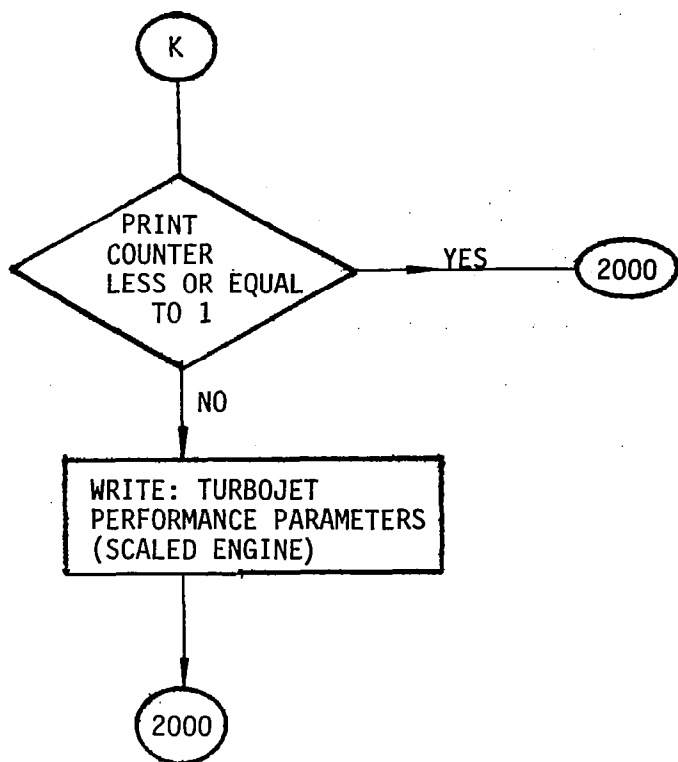 K
PRINT
COUNTER
LESS OR EQUAL
TO 1
YES
2000
NO
WRITE: TURBOJET
PERFORMANCE PARAMETERS
(SCALED ENGINE)
2000